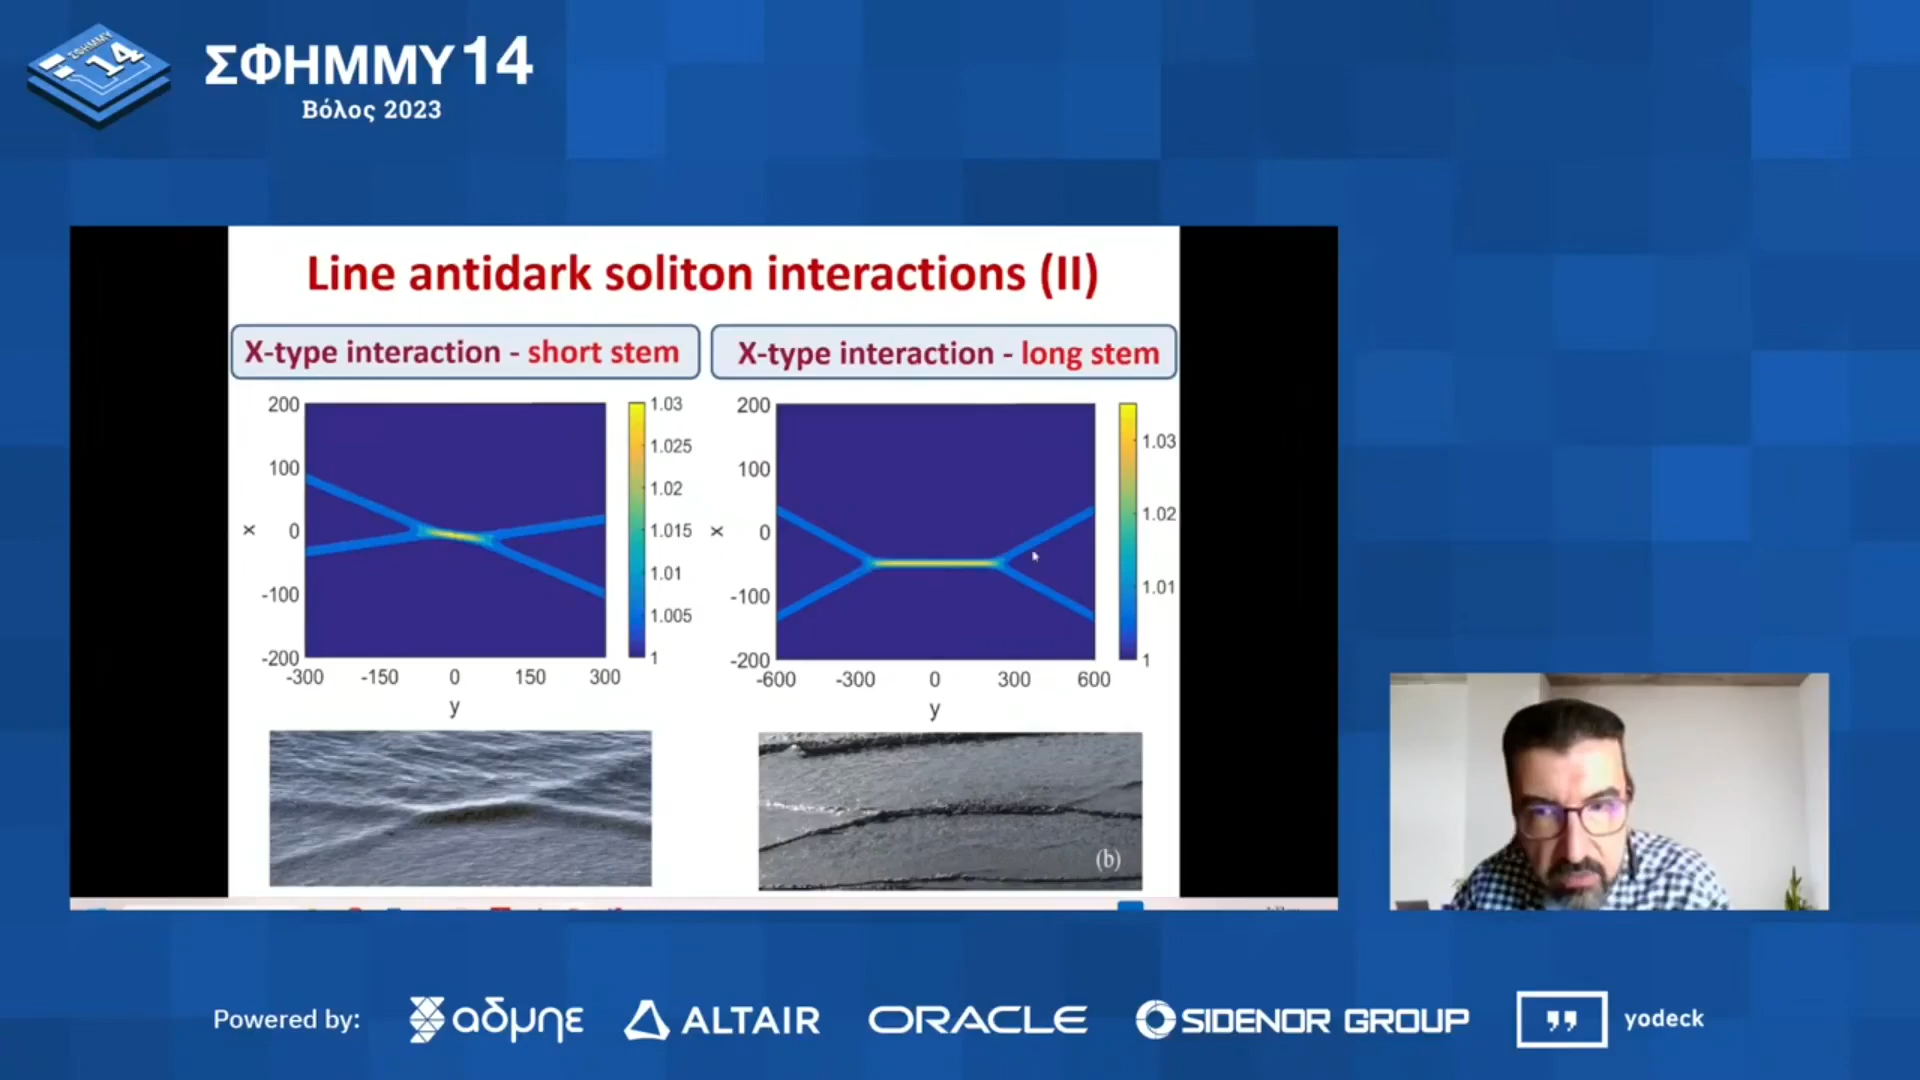 ΣΦΗΜΜΥ 14
ΣΦΗΜΜΥ14
Βόλος 2023
Line antidark soliton interactions (II)
X-type interaction - short stem
X-type interaction - long stem
200
100
0
-100
-200
x
-300 -150 0 150 300
y
1.03
1.025
1.02
1.015
1.01
1.005
1
200
100
0
-100
-200
x
-600 -300 0 300 600
y
1.03
1.02
1.01
1
(b)
Powered by:
αδμηε
ALTAIR
ORACLE
SIDENOR GROUP
yodeck